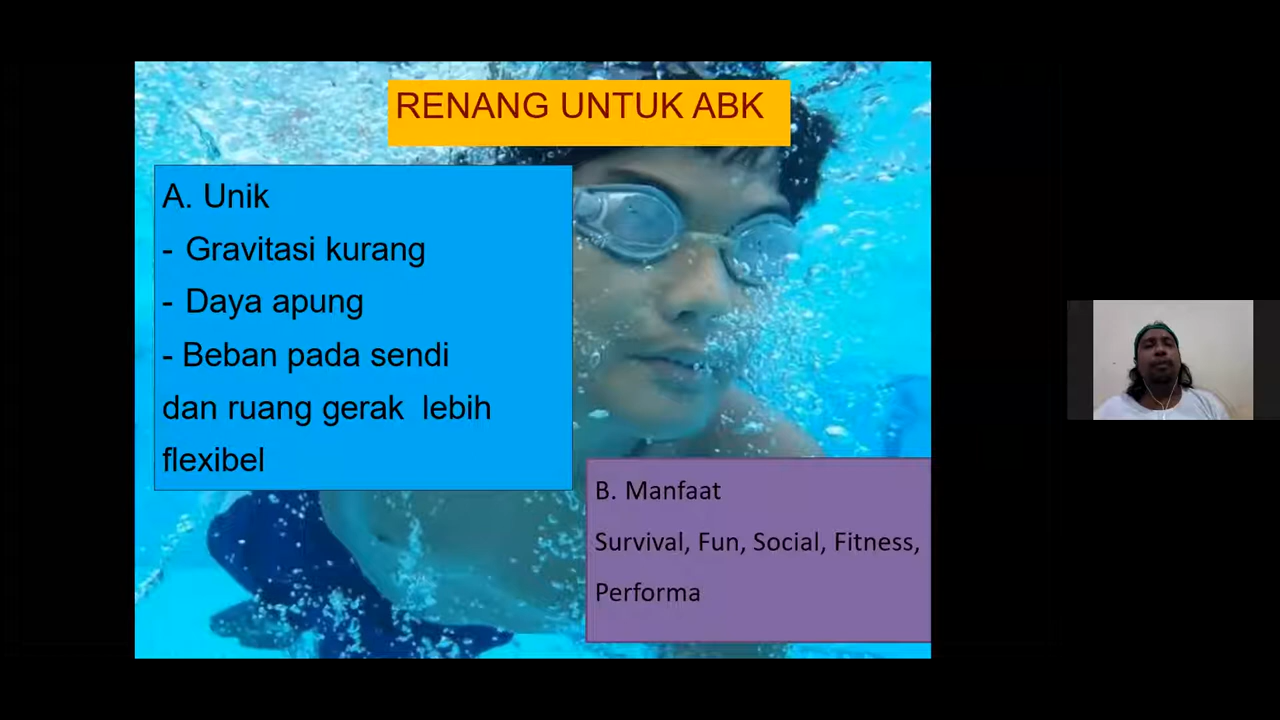 RENANG UNTUK ABK
A. Unik
- Gravitasi kurang
- Daya apung
- Beban pada sendi
dan ruang gerak lebih
flexibel
B. Manfaat
Survival, Fun, Social, Fitness,
Performa